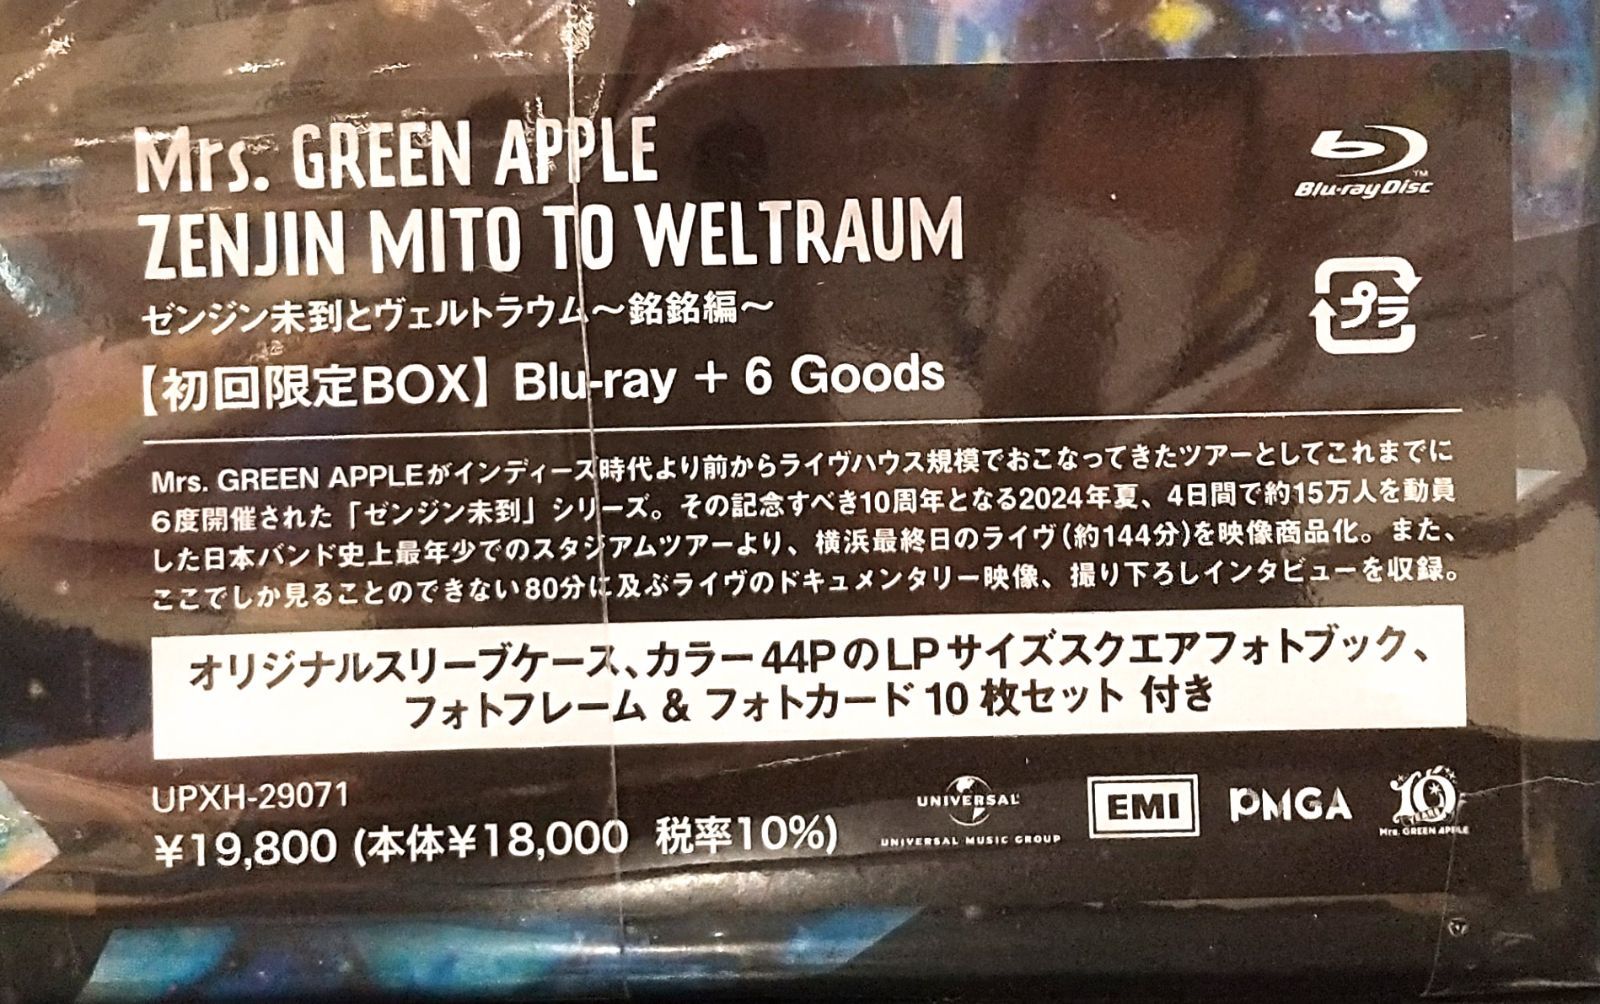 Mrs. GREEN APPLE
ZENJIN MITO TO WELTRAUM
ゼンジン未到とヴェルトラウム〜銘銘編〜
【初回限定BOX】 Blu-ray + 6 Goods
Blu-ray Disc™
プラ
Mrs. GREEN APPLEがインディーズ時代より前からライヴハウス規模でおこなってきたツアーとしてこれまでに
6度開催された「ゼンジン未到」シリーズ。その記念すべき10周年となる2024年夏、4日間で約15万人を動員
した日本バンド史上最年少でのスタジアムツアーより、横浜最終日のライヴ(約144分)を映像商品化。また、
ここでしか見ることのできない80分に及ぶライヴのドキュメンタリー映像、撮り下ろしインタビューを収録。
オリジナルスリーブケース、カラー44PのLPサイズスクエアフォトブック、
フォトフレーム & フォトカード10枚セット 付き
UPXH-29071
¥19,800 (本体¥18,000 税率10%)
UNIVERSAL
UNIVERSAL MUSIC GROUP
EMI
PMGA
10
YEARS
Mrs. GREEN APPLE